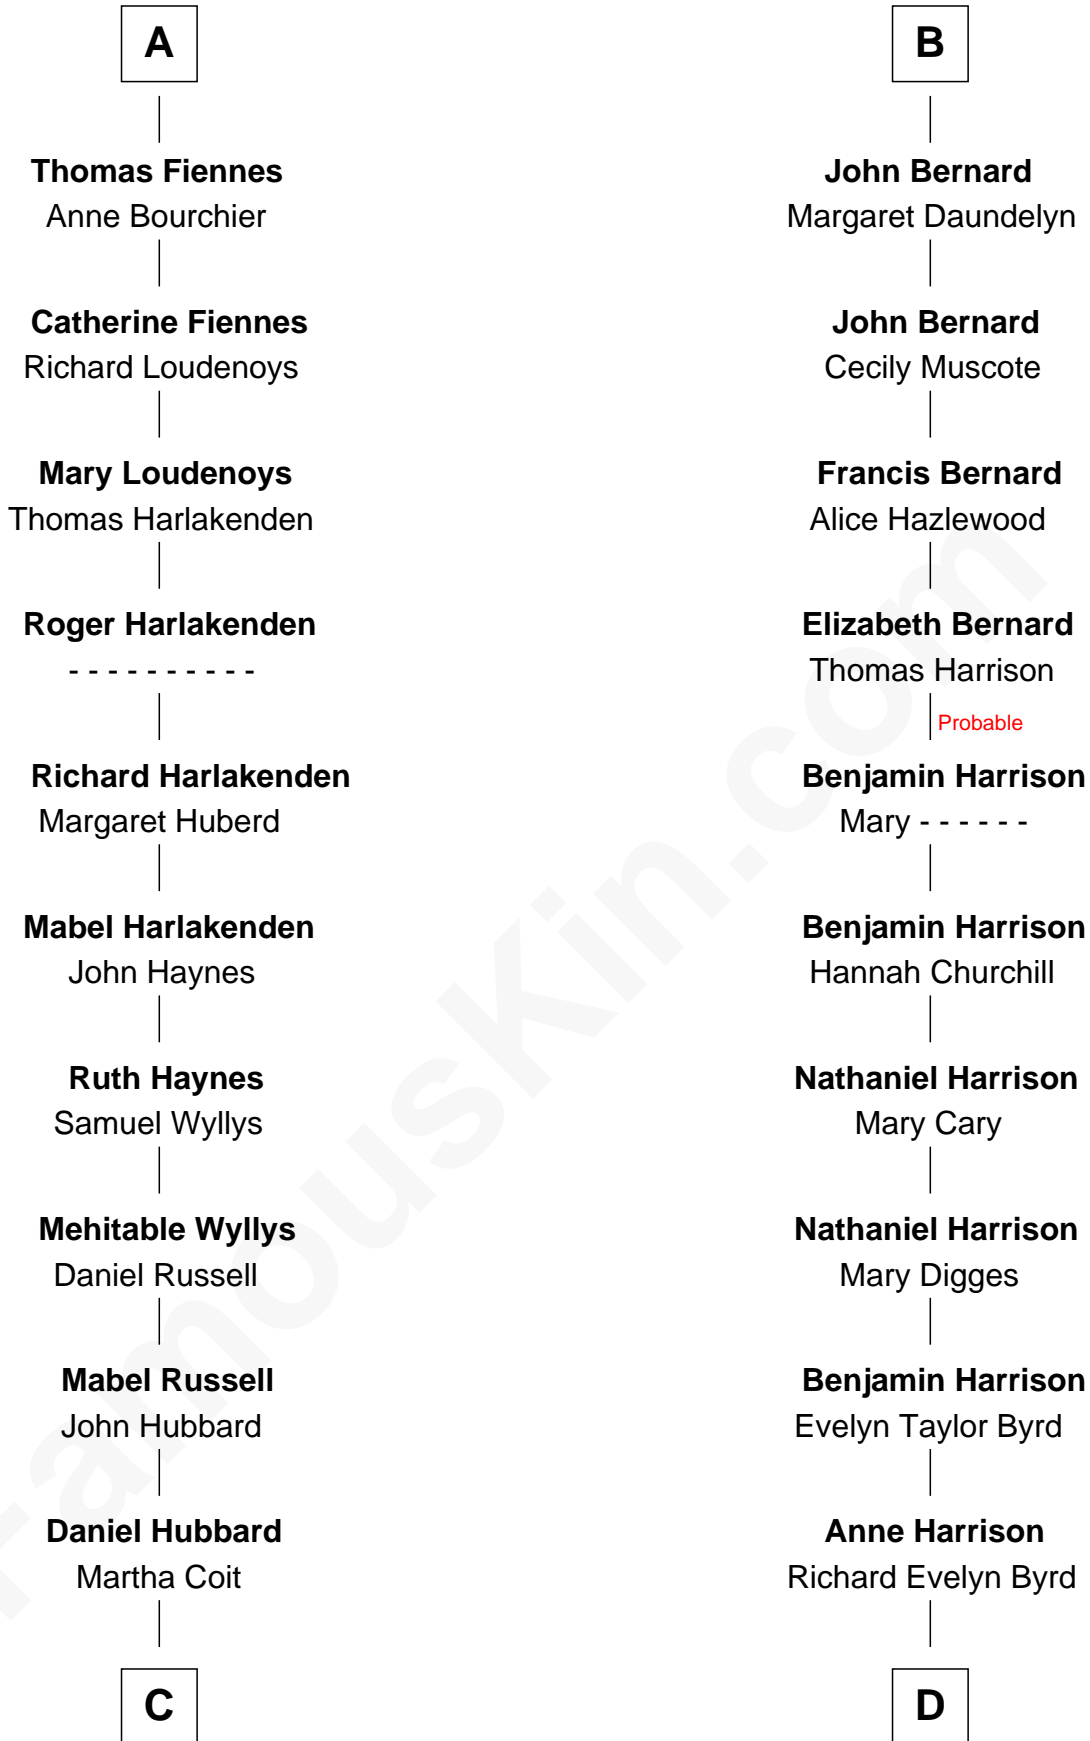 A
Thomas Fiennes
Anne Bourchier
Catherine Fiennes
Richard Loudenoys
Mary Loudenoys
Thomas Harlakenden
Roger Harlakenden
- - - - - - - - - -
Richard Harlakenden
Margaret Huberd
Mabel Harlakenden
John Haynes
Ruth Haynes
Samuel Wyllys
Mehitable Wyllys
Daniel Russell
Mabel Russell
John Hubbard
Daniel Hubbard
Martha Coit
C
B
John Bernard
Margaret Daundelyn
John Bernard
Cecily Muscote
Francis Bernard
Alice Hazlewood
Elizabeth Bernard
Thomas Harrison
Probable
Benjamin Harrison
Mary - - - - - -
Benjamin Harrison
Hannah Churchill
Nathaniel Harrison
Mary Cary
Nathaniel Harrison
Mary Digges
Benjamin Harrison
Evelyn Taylor Byrd
Anne Harrison
Richard Evelyn Byrd
D
FamousKin.com